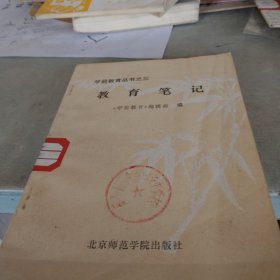 学前教育丛书之三
教育笔记
《学前教育》编辑部 编
北京师范学院出版社